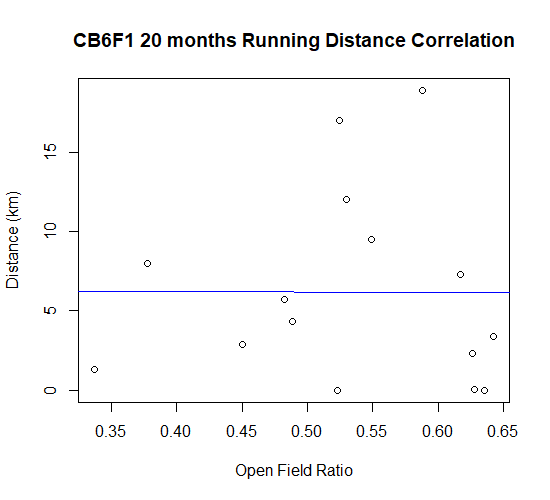 CB6F1 20 months Running Distance Correlation
Distance (km)
15
10
5
0
0.35 0.40 0.45 0.50 0.55 0.60 0.65
Open Field Ratio